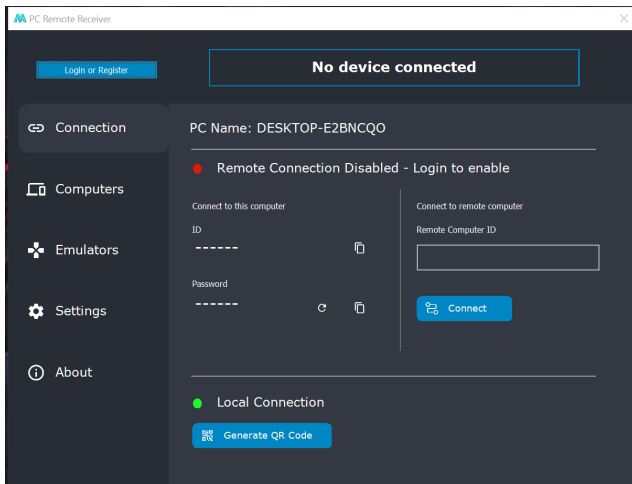 PC Remote Receiver
Login or Register
No device connected
Connection
Computers
Emulators
Settings
About
PC Name: DESKTOP-E2BNCQO
Remote Connection Disabled - Login to enable
Connect to this computer
ID
------
Password
------
Connect to remote computer
Remote Computer ID
Connect
Local Connection
Generate QR Code